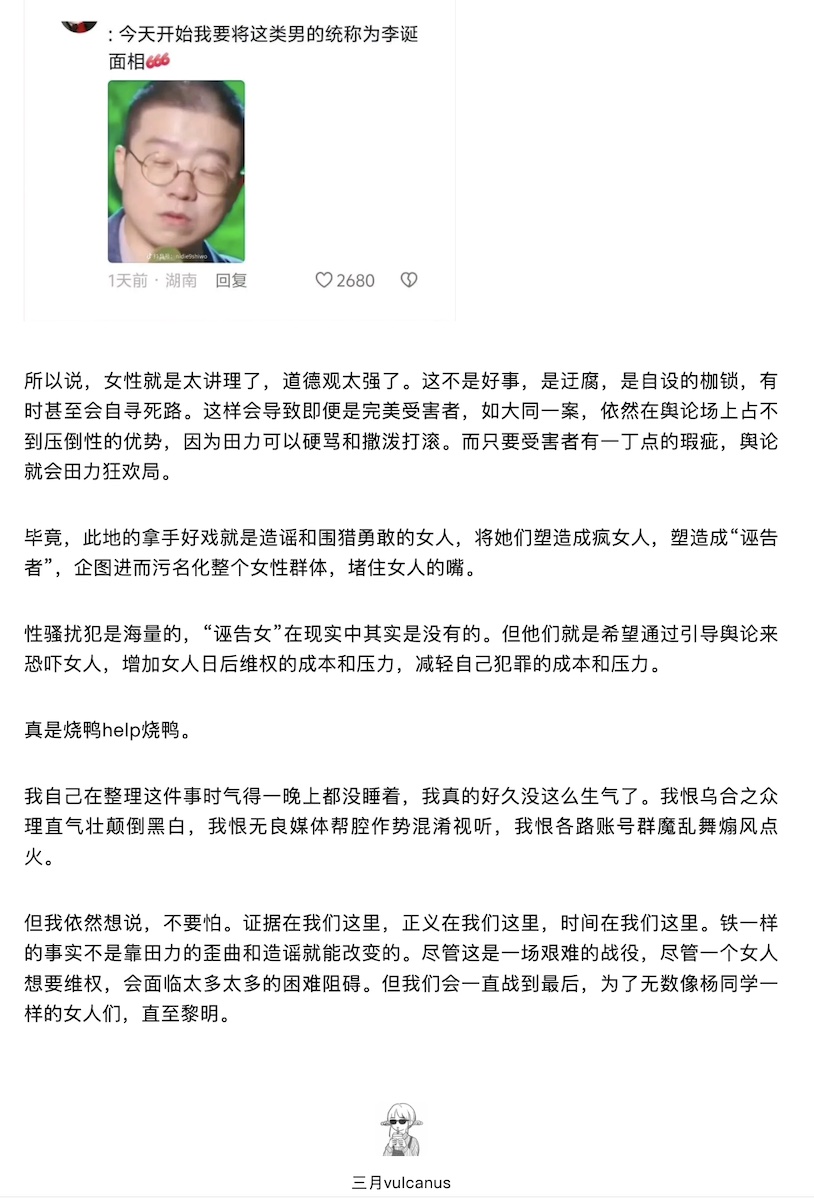 : 今天开始我要将这类男的统称为李诞
面相666
1天前 · 湖南 回复 2680
所以说，女性就是太讲理了，道德观太强了。这不是好事，是迂腐，是自设的枷锁，有
时甚至会自寻死路。这样会导致即便是完美受害者，如大同一案，依然在舆论场上占不
到压倒性的优势，因为田力可以硬骂和撒泼打滚。而只要受害者有一丁点的瑕疵，舆论
就会田力狂欢局。
毕竟，此地的拿手好戏就是造谣和围猎勇敢的女人，将她们塑造成疯女人，塑造成“诬告
者”，企图进而污名化整个女性群体，堵住女人的嘴。
性骚扰犯是海量的，“诬告女”在现实中其实是没有的。但他们就是希望通过引导舆论来
恐吓女人，增加女人日后维权的成本和压力，减轻自己犯罪的成本和压力。
真是烧鸭help烧鸭。
我自己在整理这件事时气得一晚上都没睡着，我真的好久没这么生气了。我恨乌合之众
理直气壮颠倒黑白，我恨无良媒体帮腔作势混淆视听，我恨各路账号群魔乱舞煽风点
火。
但我依然想说，不要怕。证据在我们这里，正义在我们这里，时间在我们这里。铁一样
的事实不是靠田力的歪曲和造谣就能改变的。尽管这是一场艰难的战役，尽管一个女人
想要维权，会面临太多太多的困难阻碍。但我们会一直战到最后，为了无数像杨同学一
样的女人们，直至黎明。
三月vulcanus